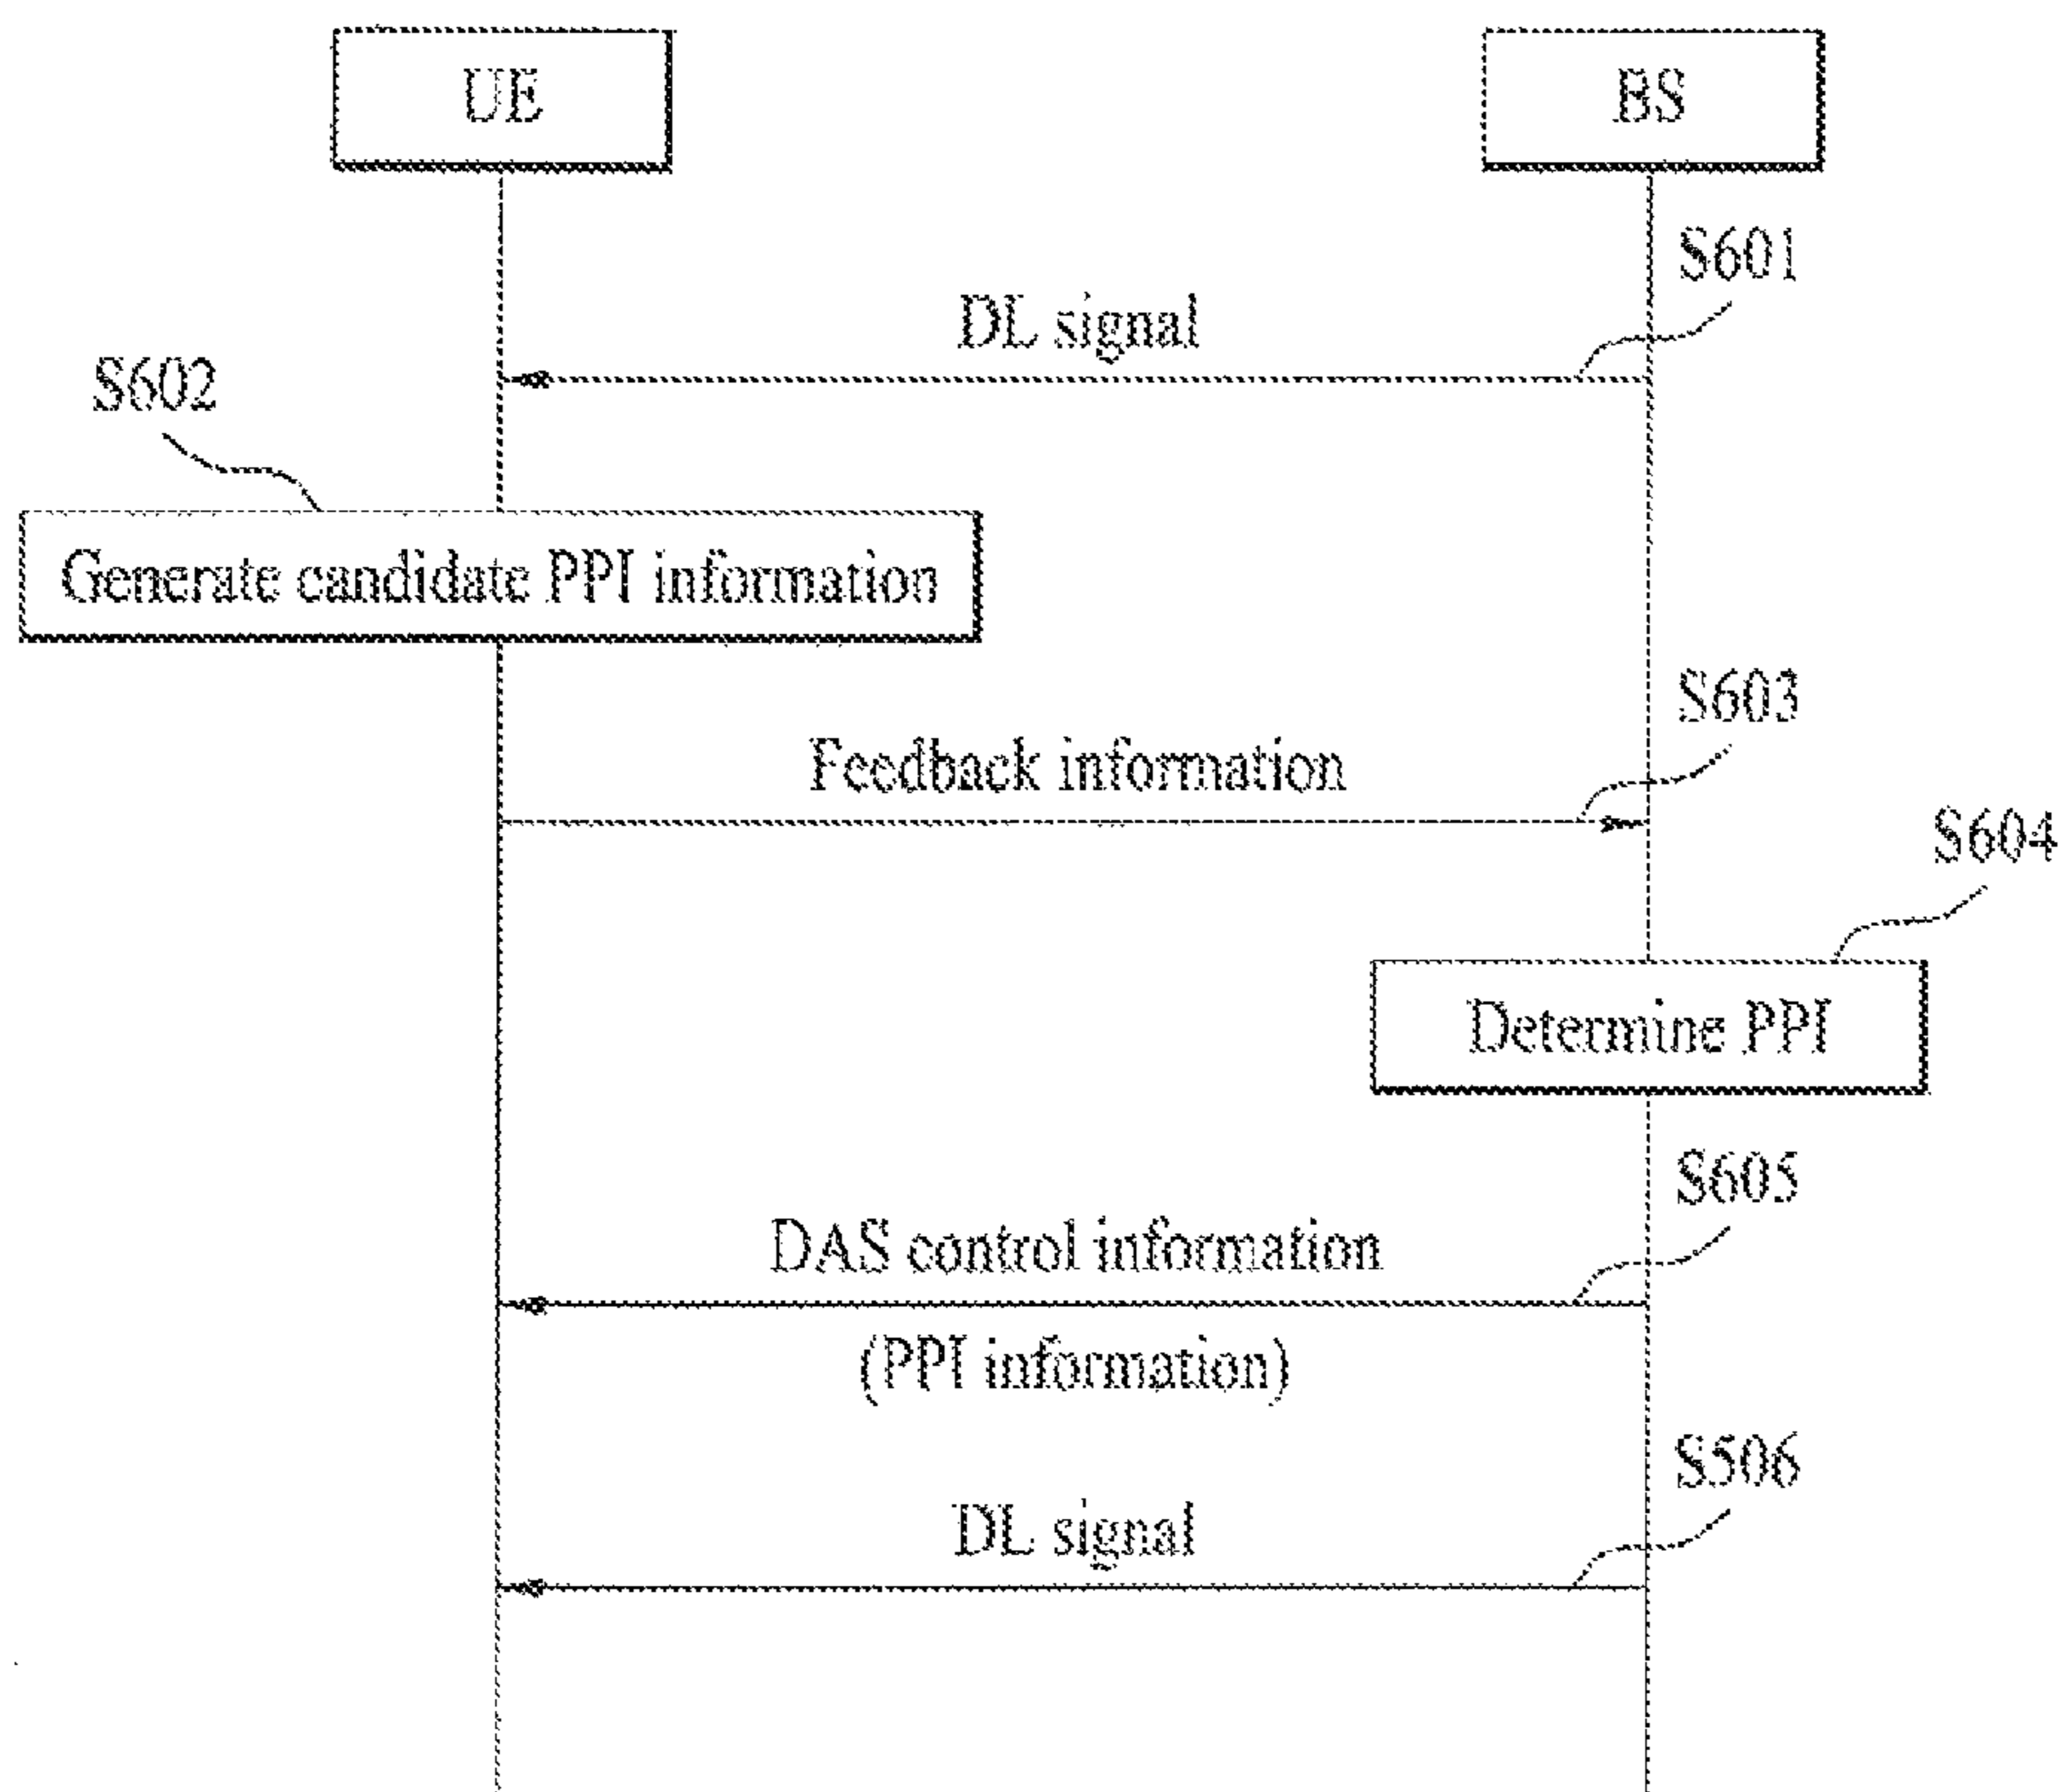 UE
BS
S601
DL signal
S602
Generate candidate PPI information
S603
Feedback information
S604
Determine PPI
S605
DAS control information
(PPI information)
S506
DL signal